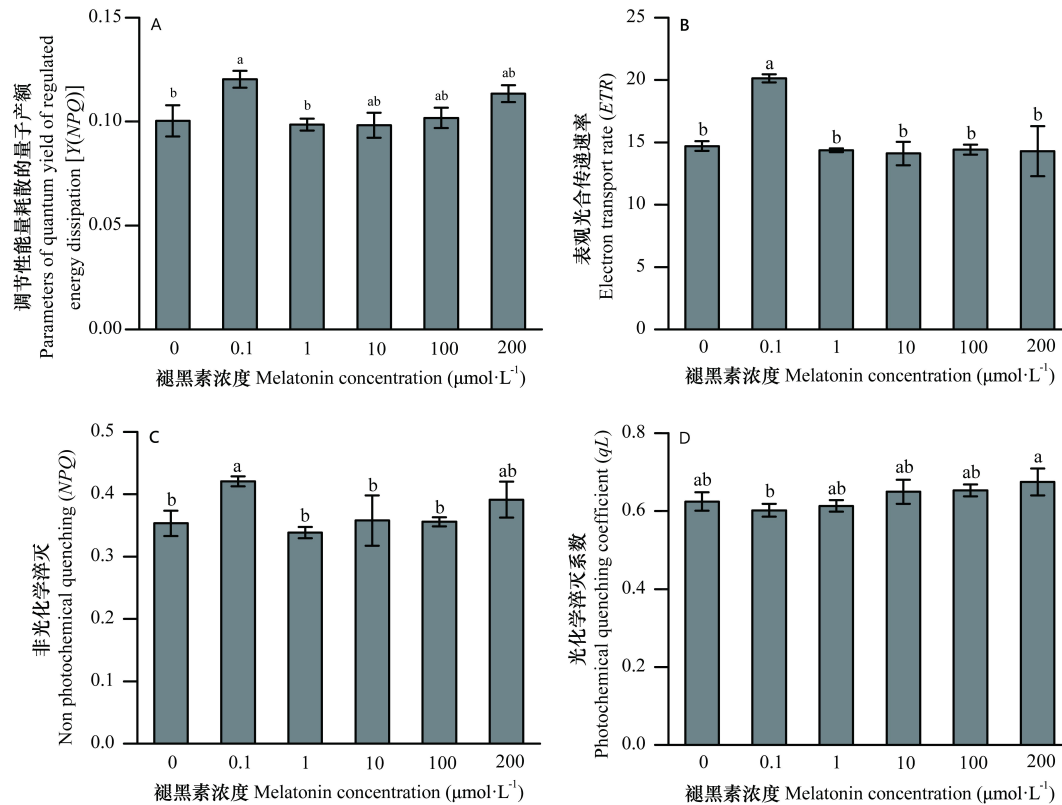 A
调节性能量耗散的量子产额
Parameters of quantum yield of regulated
energy dissipation [Y(NPQ)]
0.15
0.10
0.05
0.00
b
a
b
ab
ab
ab
0
0.1
1
10
100
200
褪黑素浓度 Melatonin concentration (μmol·L-1)
B
表观光合传递速率
Electron transport rate (ETR)
25
20
15
10
5
0
b
a
b
b
b
b
0
0.1
1
10
100
200
褪黑素浓度 Melatonin concentration (μmol·L-1)
C
非光化学淬灭
Non photochemical quenching (NPQ)
0.5
0.4
0.3
0.2
0.1
0.0
b
a
b
b
b
ab
0
0.1
1
10
100
200
褪黑素浓度 Melatonin concentration (μmol·L-1)
D
光化学淬灭系数
Photochemical quenching coefficient (qL)
0.8
0.6
0.4
0.2
0.0
ab
b
ab
ab
ab
a
0
0.1
1
10
100
200
褪黑素浓度 Melatonin concentration (μmol·L-1)